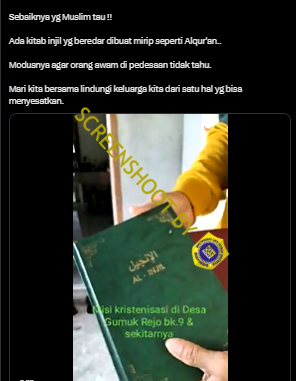 Sebaiknya yg Muslim tau !!
Ada kitab injil yg beredar dibuat mirip seperti Alqur'an..
Modusnya agar orang awam di pedesaan tidak tahu.
Mari kita bersama lindungi keluarga kita dari satu hal yg bisa
menyesatkan.
SCREENSHOOT BY
الإنجيل
AL - INJIL
Misi kristenisasi di Desa
Gumuk Rejo bk.9 &
sekitarnya